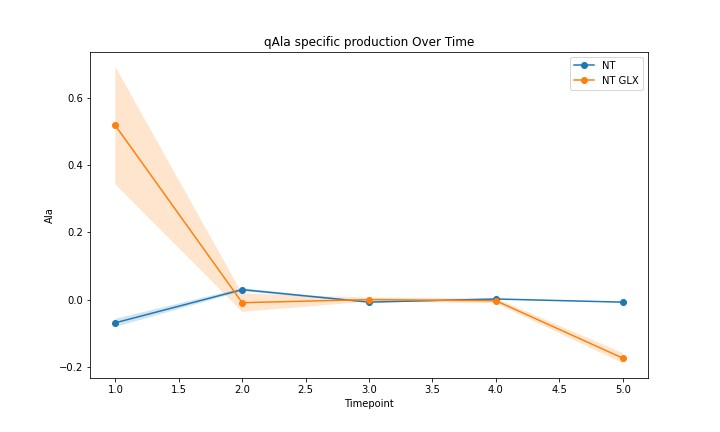 qAla specific production Over Time
NT
NT GLX
0.6
0.4
0.2
0.0
−0.2
Ala
1.0 1.5 2.0 2.5 3.0 3.5 4.0 4.5 5.0
Timepoint